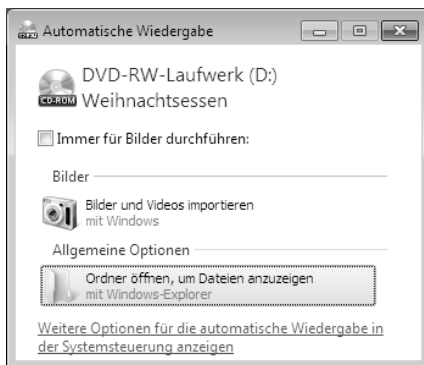 Automatische Wiedergabe
DVD-RW-Laufwerk (D:)
CD-ROM
Weihnachtsessen
Immer für Bilder durchführen:
Bilder
Bilder und Videos importieren
mit Windows
Allgemeine Optionen
Ordner öffnen, um Dateien anzuzeigen
mit Windows-Explorer
Weitere Optionen für die automatische Wiedergabe in
der Systemsteuerung anzeigen